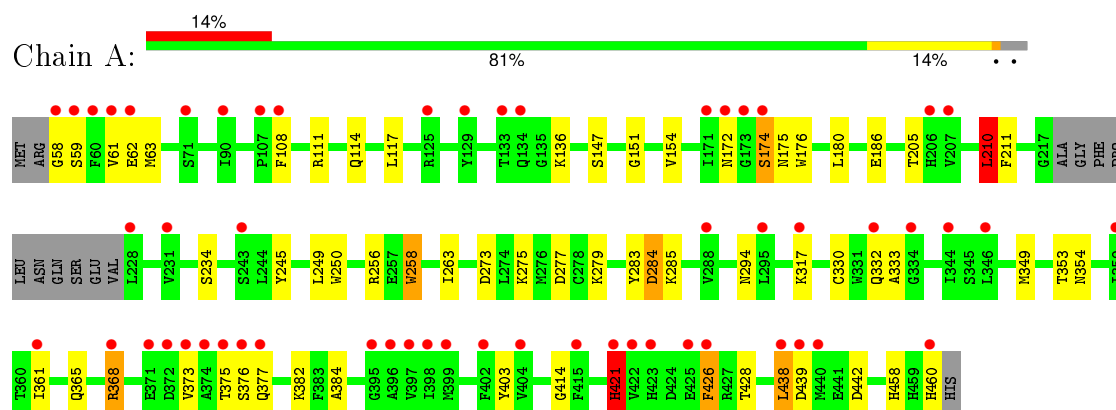 14%
Chain A:
81% 14% • •
MET ARG G58 S59 F60 V61 E62 M63 S71 I90 P107 F108 R111 Q114 L117 R125 Y129 T133 Q134 G135 K136 S147 G151 V154 I171 N172 G173 S174 N175 W176 L180 E186 T205 H206 V207 L210 F211 G217 ALA GLY PHE
LEU ASN GLN SER GLU VAL L228 V231 S234 S243 L244 Y245 L249 W250 R256 E257 W258 I263 D273 L274 K275 M276 D277 C278 K279 Y283 D284 K285 V288 N294 L295 K317 C330 W331 Q332 A333 G334 I344 S345 L346 M349 T353 N354
T360 I361 Q365 R368 E371 D372 V373 A374 T375 S376 Q377 K382 F383 A384 G395 A396 V397 I398 M399 F402 Y403 V404 G414 F415 H421 V422 H423 D424 E425 F426 R427 T428 L438 D439 M440 E441 D442 H458 H459 H460 HIS